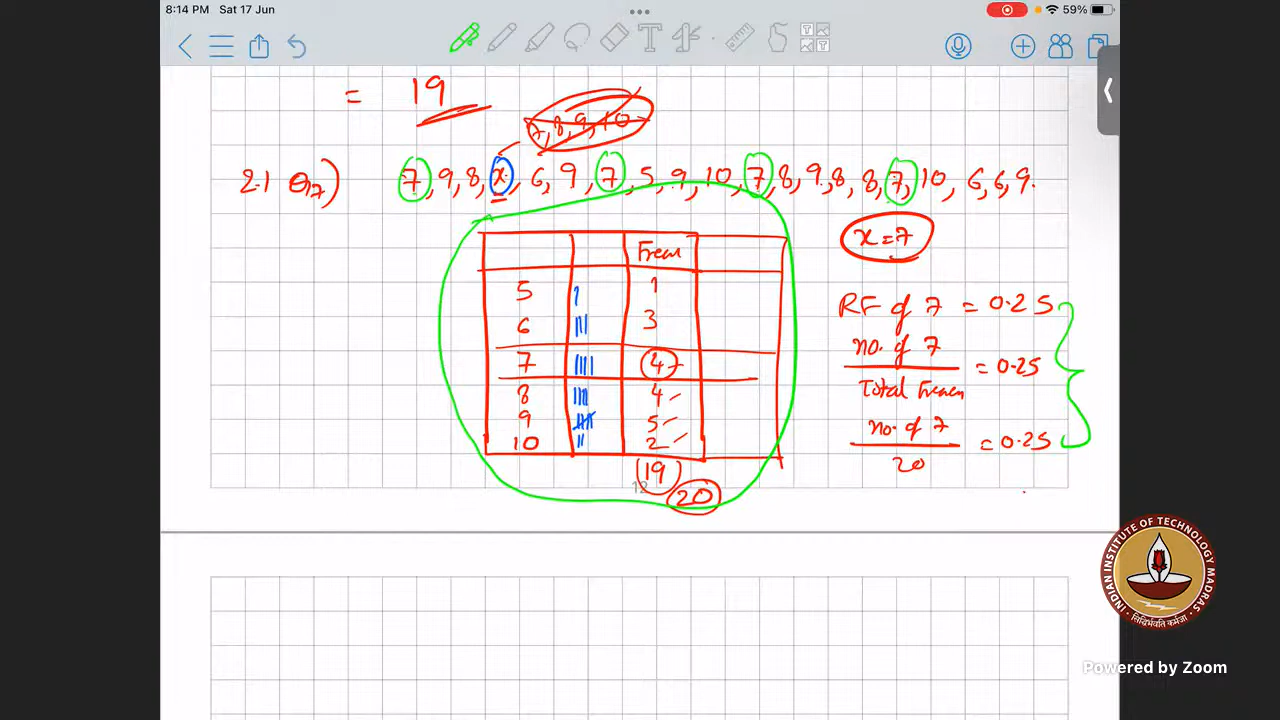 8:14 PM Sat 17 Jun
59%
= 19
7, 8, 9, 10
2.1 Q7) 7, 9, 8, x, 6, 9, 7, 5, 9, 10, 7, 8, 9, 8, 8, 7, 10, 6, 6, 9.
x = 7
Frequ
5 1
6 3
7 4
8 4
9 5
10 2
19
20
12
RF of 7 = 0.25
no. of 7
= 0.25
Total Frequen
no. of 7
= 0.25
20
INDIAN INSTITUTE OF TECHNOLOGY MADRAS
सिद्धिर्भवति कर्मजा
Powered by Zoom